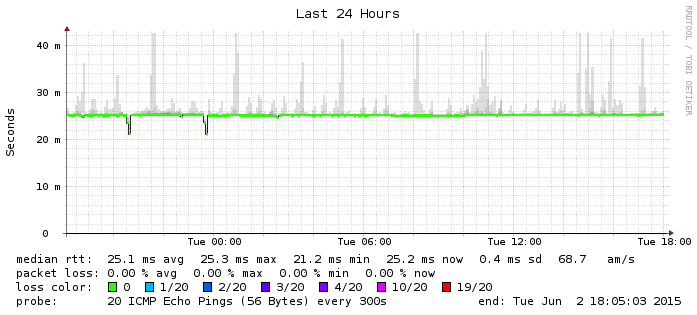 Last 24 Hours
RRDTOOL / TOBI OETIKER
Seconds
40 m
30 m
20 m
10 m
0
Tue 00:00 Tue 06:00 Tue 12:00 Tue 18:00
median rtt: 25.1 ms avg 25.3 ms max 21.2 ms min 25.2 ms now 0.4 ms sd 68.7 am/s
packet loss: 0.00 % avg 0.00 % max 0.00 % min 0.00 % now
loss color: 0 1/20 2/20 3/20 4/20 10/20 19/20
probe: 20 ICMP Echo Pings (56 Bytes) every 300s end: Tue Jun 2 18:05:03 2015